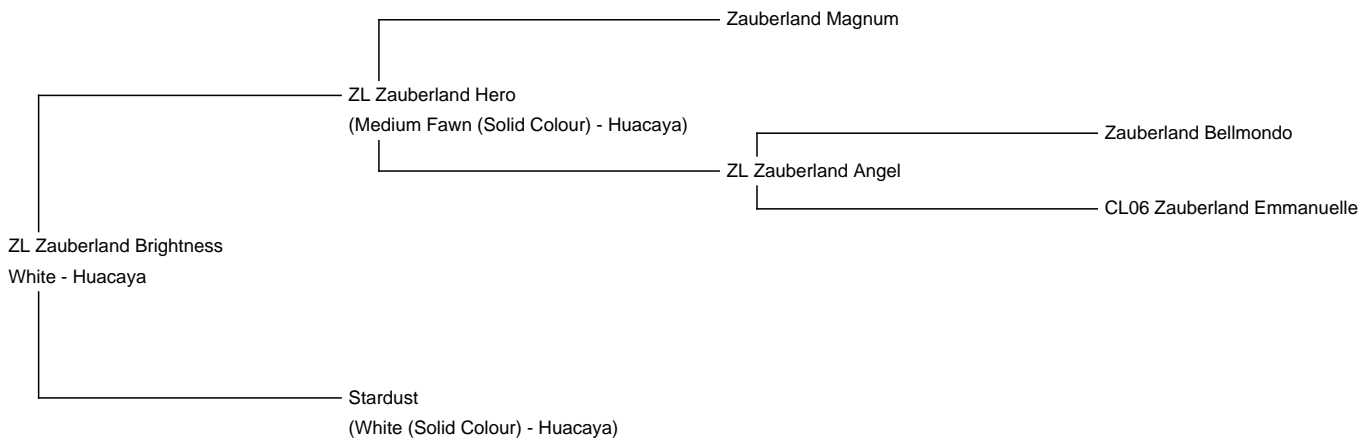 Zauberland Magnum
ZL Zauberland Hero
(Medium Fawn (Solid Colour) - Huacaya)
Zauberland Bellmondo
ZL Zauberland Angel
CL06 Zauberland Emmanuelle
ZL Zauberland Brightness
White - Huacaya
Stardust
(White (Solid Colour) - Huacaya)